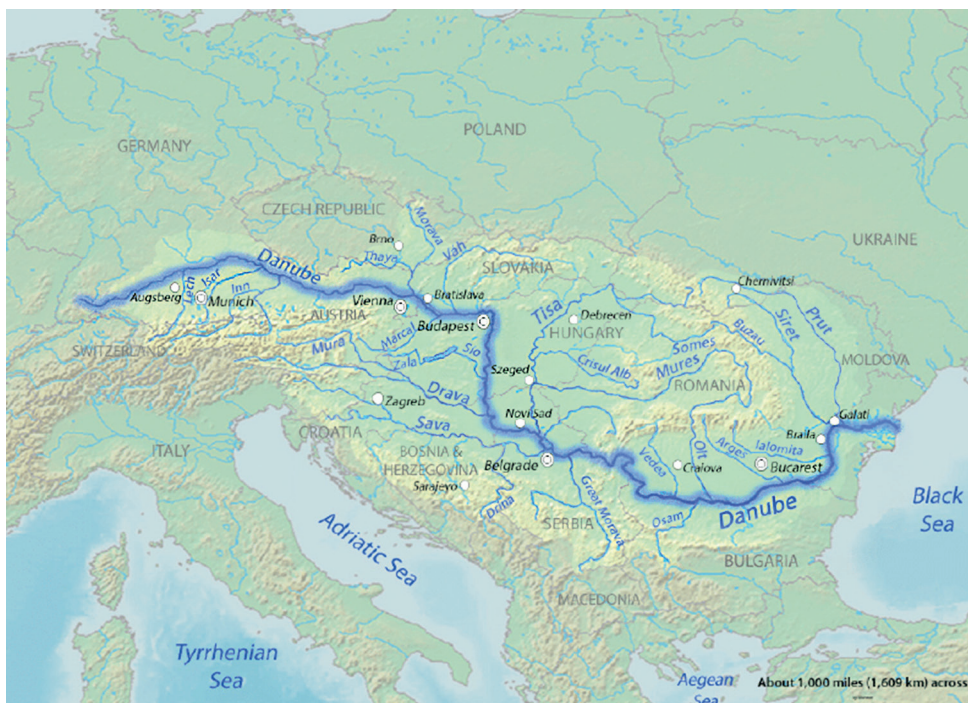 POLAND
GERMANY
CZECH REPUBLIC
Morava
Brno
Thaya
Vah
UKRAINE
SLOVAKIA
Danube
Chernivitsi
Lech
Isar
Inn
Augsberg
Munich
Vienna
Bratislava
AUSTRIA
Budapest
Tisa
Debrecen
HUNGARY
Buzau
Siret
Prut
SWITZERLAND
Mura
Marcal
Zala
Sio
Somes
MOLDOVA
Szeged
Crisul Alb
Mures
ROMANIA
Drava
Zagreb
Novi Sad
Galati
Sava
CROATIA
Braila
ITALY
BOSNIA &
HERZEGOVINA
Belgrade
Vedea
Olt
Arges
Ialomita
Craiova
Bucarest
Sarajevo
Drina
Great Morava
Black
Sea
SERBIA
Osam
Danube
Adriatic Sea
BULGARIA
MACEDONIA
Tyrrhenian
Sea
Aegean
Sea
About 1,000 miles (1,609 km) across